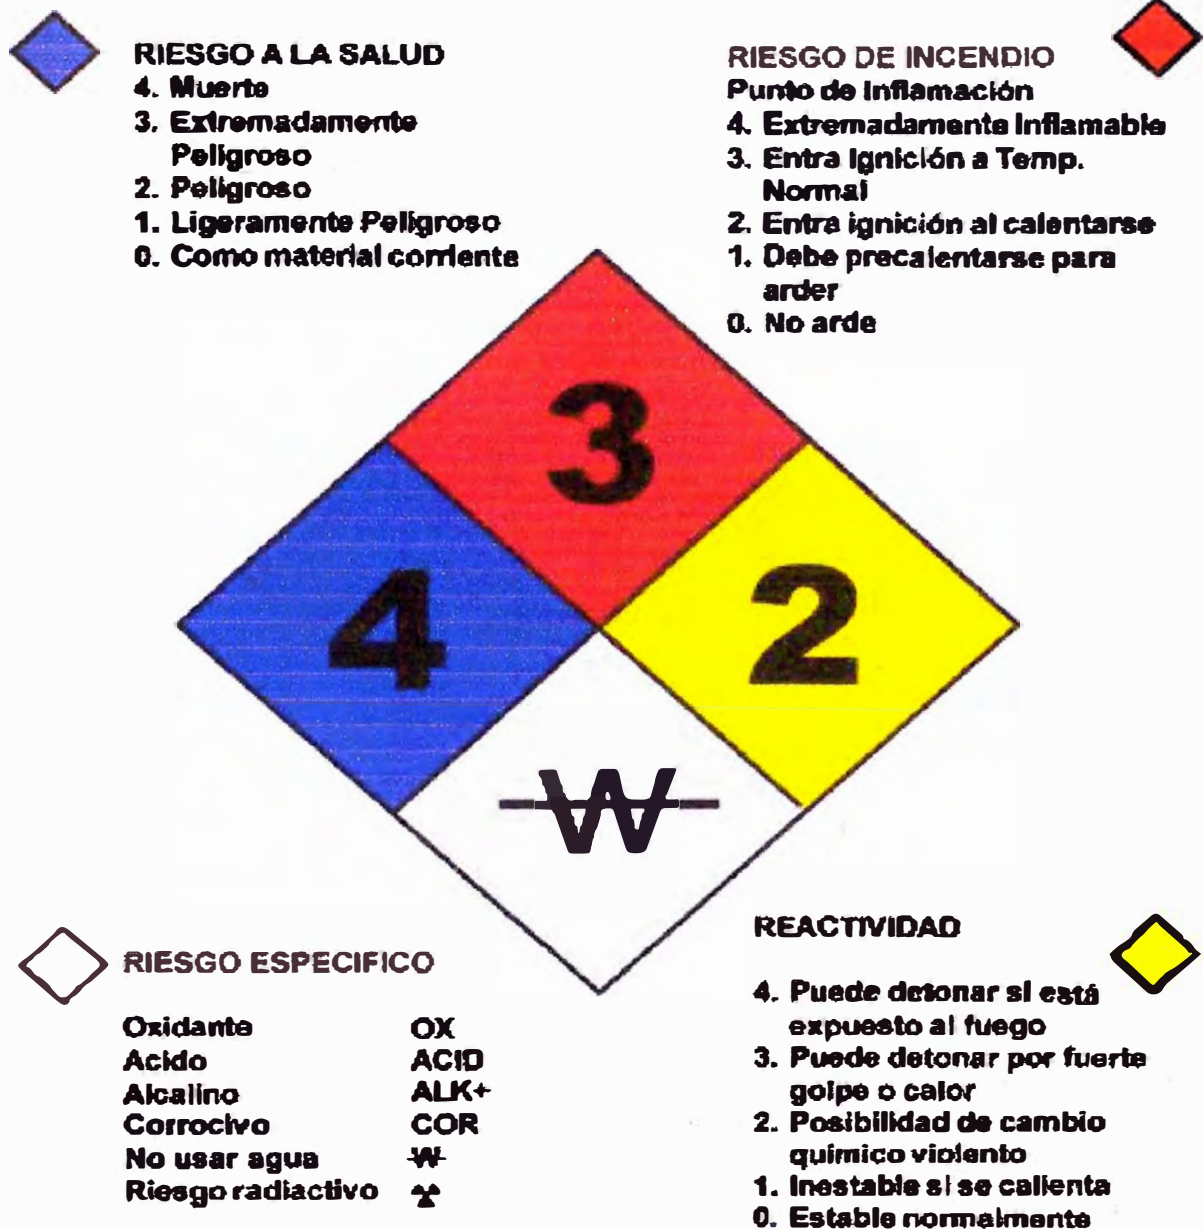 RIESGO A LA SALUD
4. Muerte
3. Extremadamente
Peligroso
2. Peligroso
1. Ligeramente Peligroso
0. Como material corriente
RIESGO DE INCENDIO
Punto de Inflamación
4. Extremadamente Inflamable
3. Entra Ignición a Temp.
Normal
2. Entra ignición al calentarse
1. Debe precalentarse para
arder
0. No arde
3
4
2
W
RIESGO ESPECIFICO
Oxidante OX
Acido ACID
Alcalino ALK+
Corrocivo COR
No usar agua W
Riesgo radiactivo
REACTIVIDAD
4. Puede detonar si está
expuesto al fuego
3. Puede detonar por fuerte
golpe o calor
2. Posibilidad de cambio
quimico violento
1. Inestable si se calienta
0. Estable normalmente